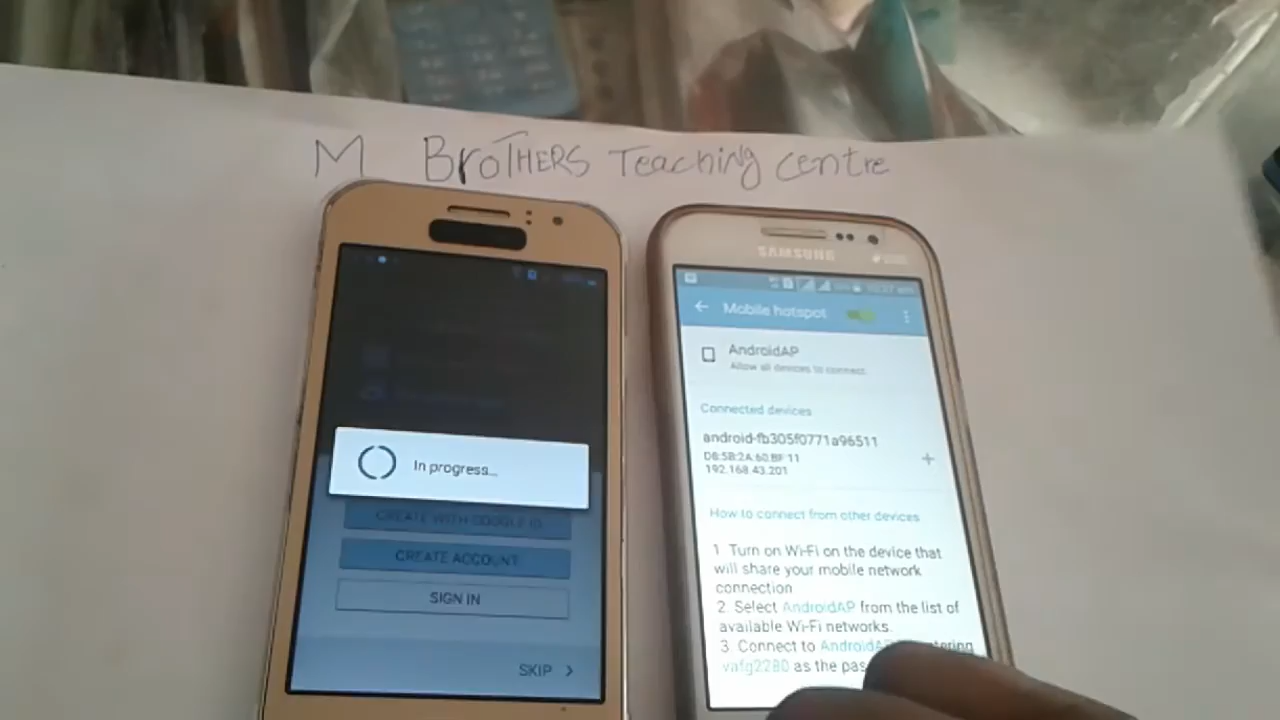 M BroTHERS Teaching centre
In progress...
CREATE WITH GOOGLE ID
CREATE ACCOUNT
SIGN IN
SKIP >
SAMSUNG
Mobile hotspot
AndroidAP
Allow all devices to connect
Connected devices
android-fb305f0771a96511
D8:5B:2A:60:BF:11
192.168.43.201
How to connect from other devices
1. Turn on Wi-Fi on the device that
will share your mobile network
connection
2. Select AndroidAP from the list of
available Wi-Fi networks.
3. Connect to
vafg2280 as the